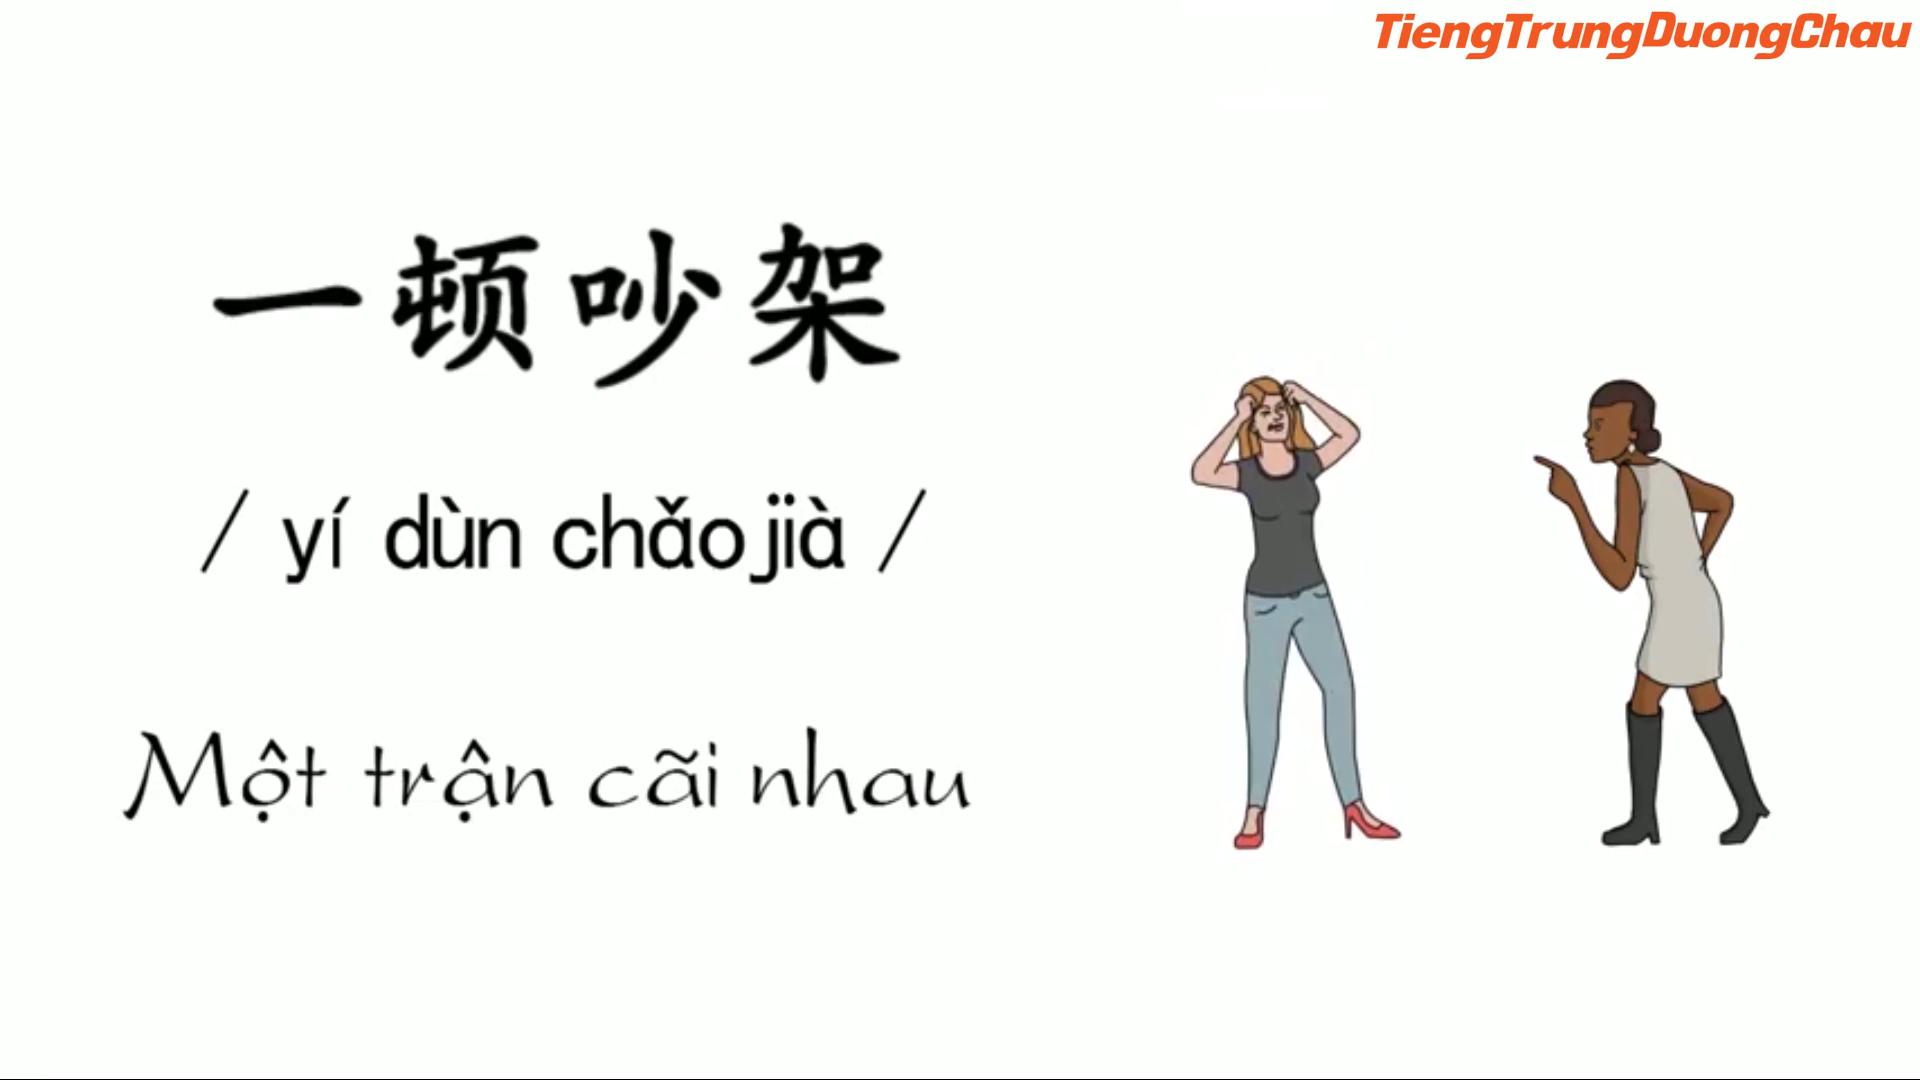 TiengTrungDuongChau
一顿吵架
/ yí dùn chǎo jià /
Một trận cãi nhau